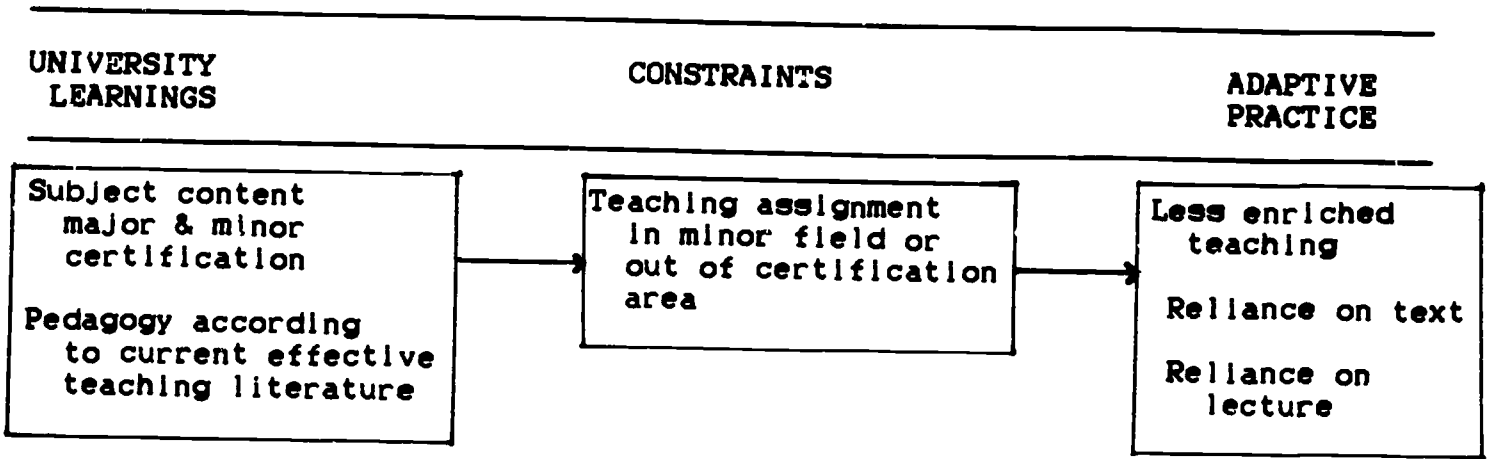 UNIVERSITY
LEARNINGS
CONSTRAINTS
ADAPTIVE
PRACTICE
Subject content
major & minor
certification
Pedagogy according
to current effective
teaching literature
Teaching assignment
in minor field or
out of certification
area
Less enriched
teaching
Reliance on text
Reliance on
lecture